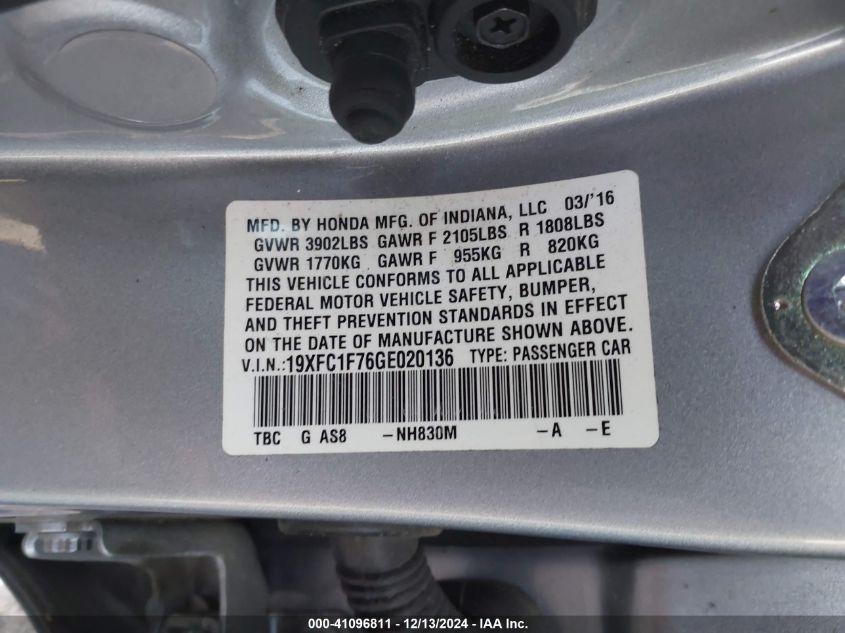 MFD. BY HONDA MFG. OF INDIANA, LLC 03/'16
GVWR 3902LBS GAWR F 2105LBS R 1808LBS
GVWR 1770KG GAWR F 955KG R 820KG
THIS VEHICLE CONFORMS TO ALL APPLICABLE
FEDERAL MOTOR VEHICLE SAFETY, BUMPER,
AND THEFT PREVENTION STANDARDS IN EFFECT
ON THE DATE OF MANUFACTURE SHOWN ABOVE.
V.I.N.:19XFC1F76GE020136 TYPE: PASSENGER CAR
TBC G AS8 -NH830M -A -E
000-41096811 - 12/13/2024 - IAA Inc.